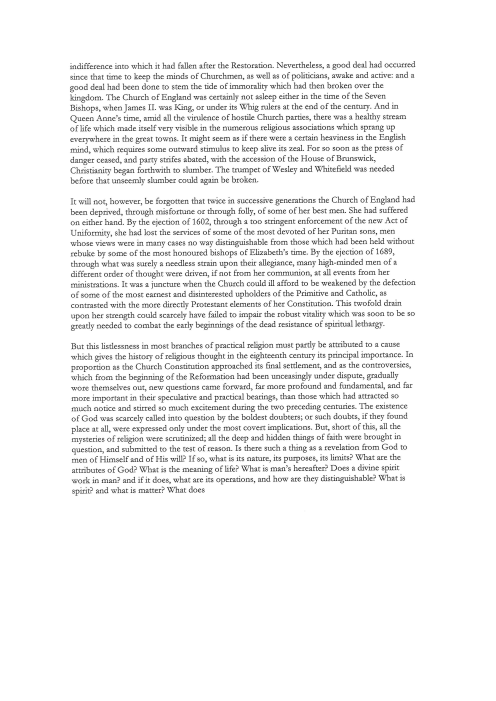 indifference into which it had fallen after the Restoration. Nevertheless, a good deal had occurred
since that time to keep the minds of Churchmen, as well as of politicians, awake and active: and a
good deal had been done to stem the tide of immorality which had then broken over the
kingdom. The Church of England was certainly not asleep either in the time of the Seven
Bishops, when James II. was King, or under its Whig rulers at the end of the century. And in
Queen Anne's time, amid all the virulence of hostile Church parties, there was a healthy stream
of life which made itself very visible in the numerous religious associations which sprang up
everywhere in the great towns. It might seem as if there were a certain heaviness in the English
mind, which requires some outward stimulus to keep alive its zeal. For so soon as the press of
danger ceased, and party strifes abated, with the accession of the House of Brunswick,
Christianity began forthwith to slumber. The trumpet of Wesley and Whitefield was needed
before that unseemly slumber could again be broken.

It will not, however, be forgotten that twice in successive generations the Church of England had
been deprived, through misfortune or through folly, of some of her best men. She had suffered
on either hand. By the ejection of 1602, through a too stringent enforcement of the new Act of
Uniformity, she had lost the services of some of the most devoted of her Puritan sons, men
whose views were in many cases no way distinguishable from those which had been held without
rebuke by some of the most honoured bishops of Elizabeth's time. By the ejection of 1689,
through what was surely a needless strain upon their allegiance, many high-minded men of a
different order of thought were driven, if not from her communion, at all events from her
ministrations. It was a juncture when the Church could ill afford to be weakened by the defection
of some of the most earnest and disinterested upholders of the Primitive and Catholic, as
contrasted with the more directly Protestant elements of her Constitution. This twofold drain
upon her strength could scarcely have failed to impair the robust vitality which was soon to be so
greatly needed to combat the early beginnings of the dead resistance of spiritual lethargy.

But this listlessness in most branches of practical religion must partly be attributed to a cause
which gives the history of religious thought in the eighteenth century its principal importance. In
proportion as the Church Constitution approached its final settlement, and as the controversies,
which from the beginning of the Reformation had been unceasingly under dispute, gradually
wore themselves out, new questions came forward, far more profound and fundamental, and far
more important in their speculative and practical bearings, than those which had attracted so
much notice and stirred so much excitement during the two preceding centuries. The existence
of God was scarcely called into question by the boldest doubters; or such doubts, if they found
place at all, were expressed only under the most covert implications. But, short of this, all the
mysteries of religion were scrutinized; all the deep and hidden things of faith were brought in
question, and submitted to the test of reason. Is there such a thing as a revelation from God to
men of Himself and of His will? If so, what is its nature, its purposes, its limits? What are the
attributes of God? What is the meaning of life? What is man's hereafter? Does a divine spirit
work in man? and if it does, what are its operations, and how are they distinguishable? What is
spirit? and what is matter? What does